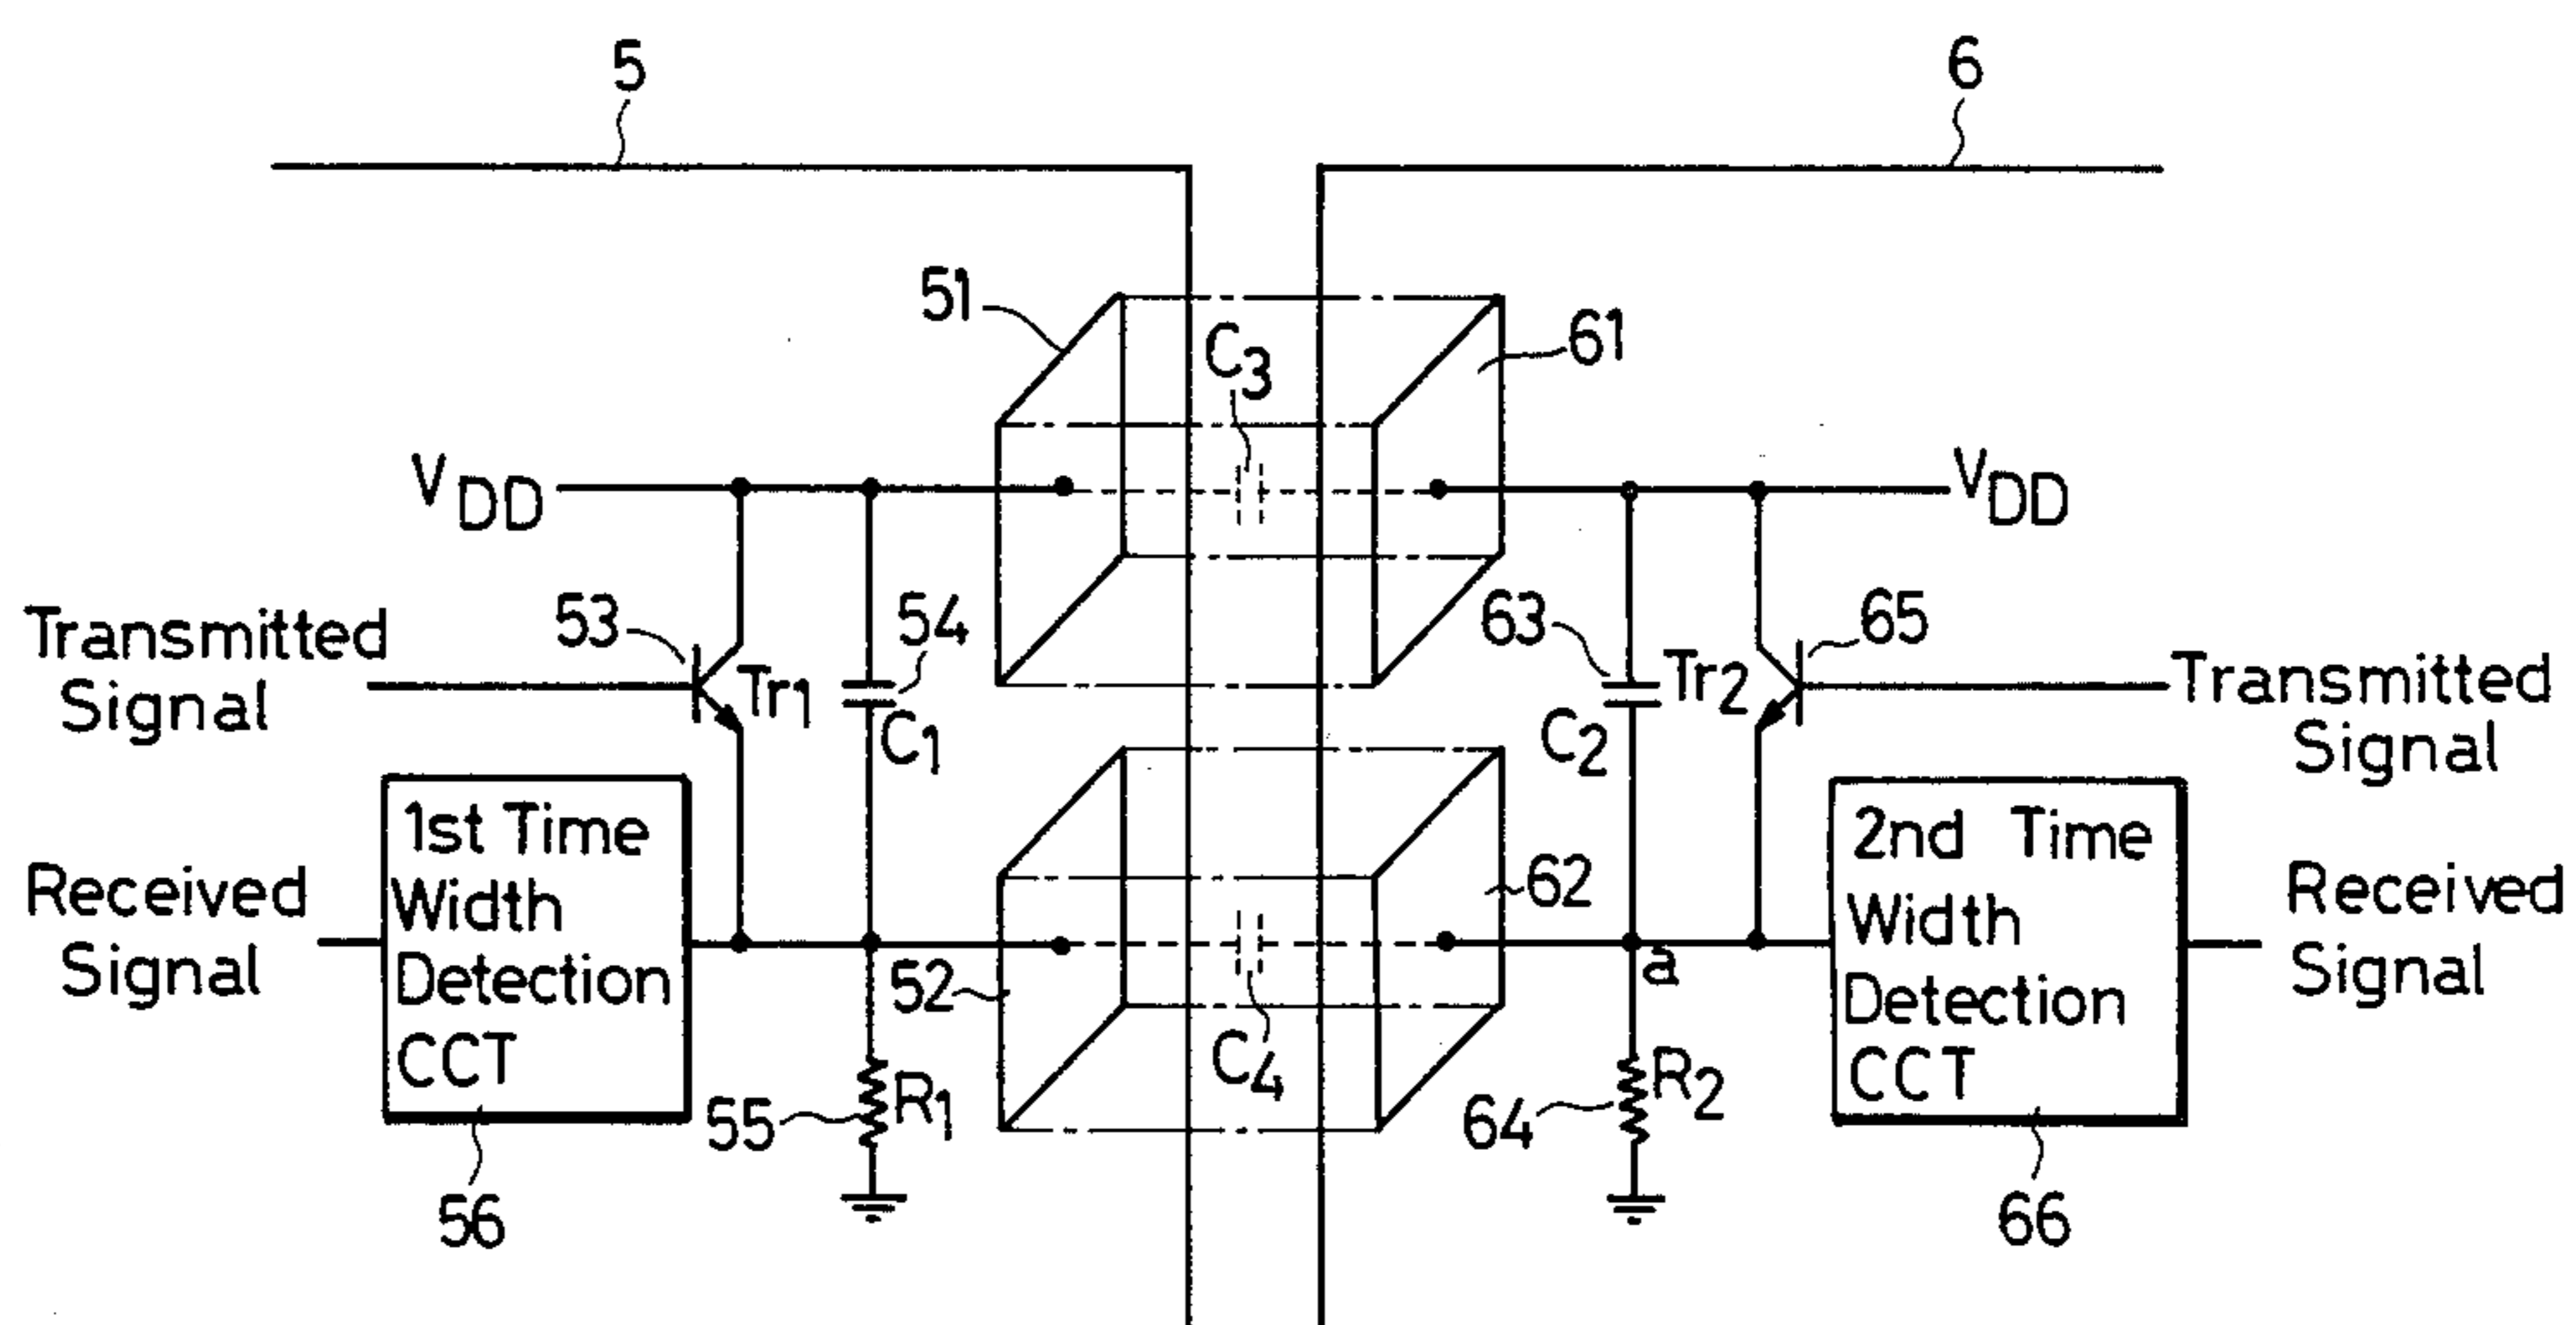 5
6
51
C3
61
VDD
VDD
Transmitted
Signal
53
Tr1
54
C1
63
C2
Tr2
65
Transmitted
Signal
1st Time
Width
Detection
CCT
Received
Signal
52
C4
62
a
2nd Time
Width
Detection
CCT
Received
Signal
55
R1
64
R2
56
66